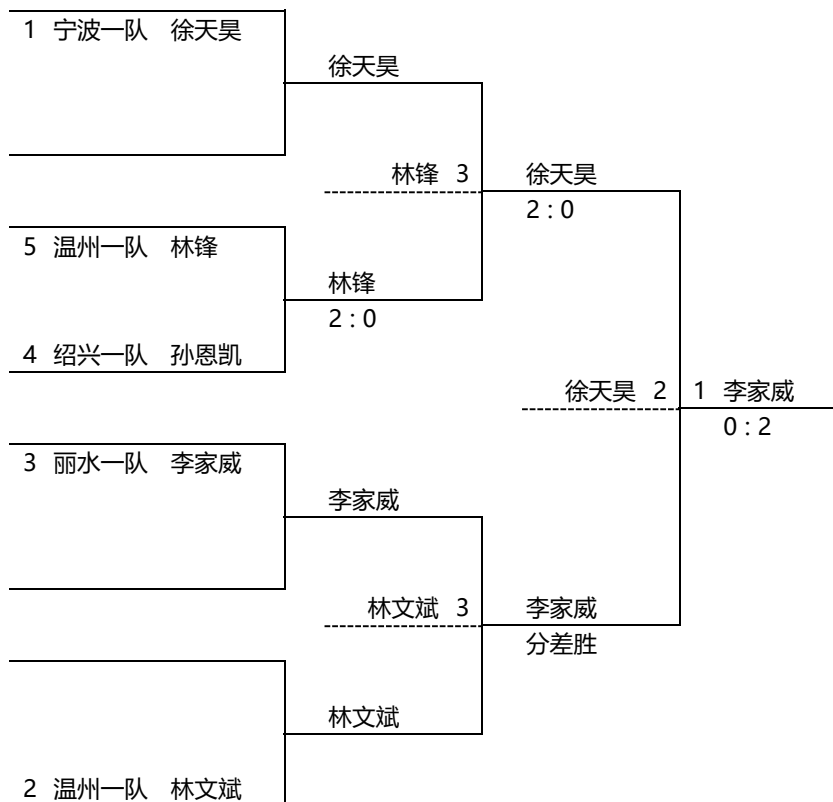 1 宁波一队 徐天昊
徐天昊
林锋 3
徐天昊
2 : 0
5 温州一队 林锋
林锋
2 : 0
4 绍兴一队 孙恩凯
徐天昊 2
1 李家威
0 : 2
3 丽水一队 李家威
李家威
林文斌 3
李家威
分差胜
林文斌
2 温州一队 林文斌